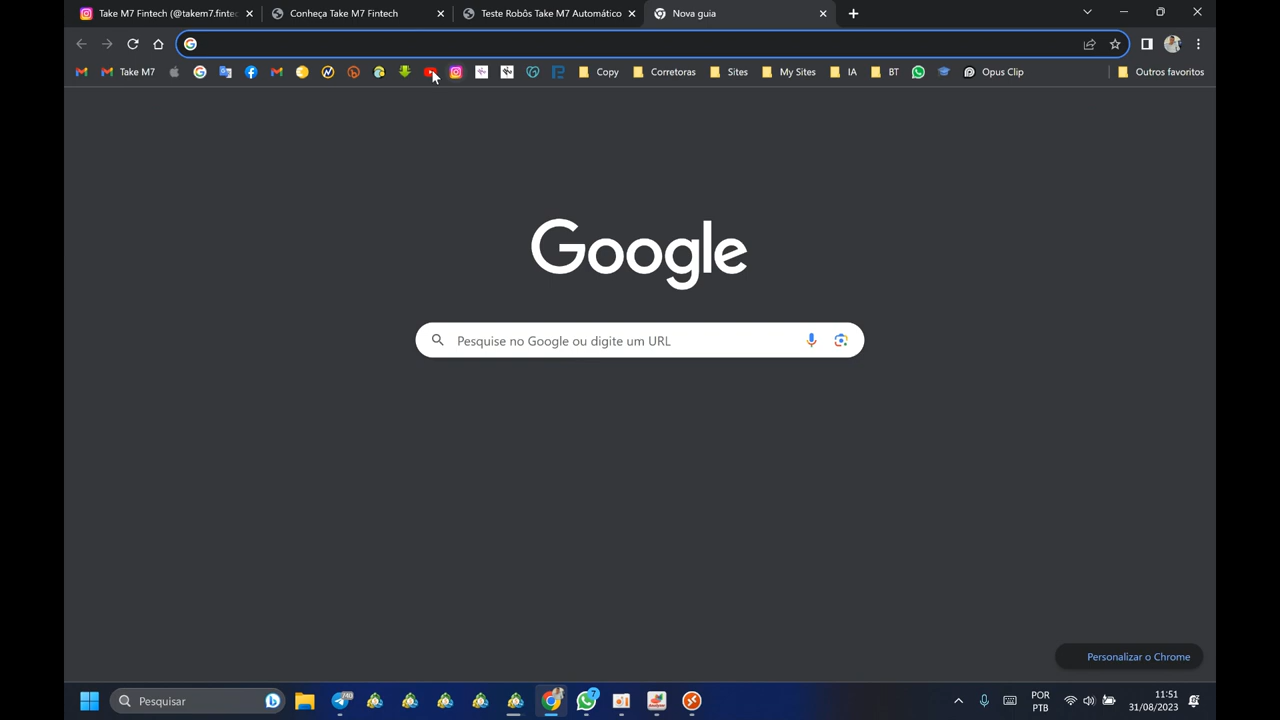 Take M7 Fintech (@takem7.fintec
Conheça Take M7 Fintech
Teste Robôs Take M7 Automático
Nova guia
Take M7
Copy
Corretoras
Sites
My Sites
IA
BT
Opus Clip
Outros favoritos
Google
Pesquise no Google ou digite um URL
Personalizar o Chrome
Pesquisar
7
POR
PTB
11:51
31/08/2023